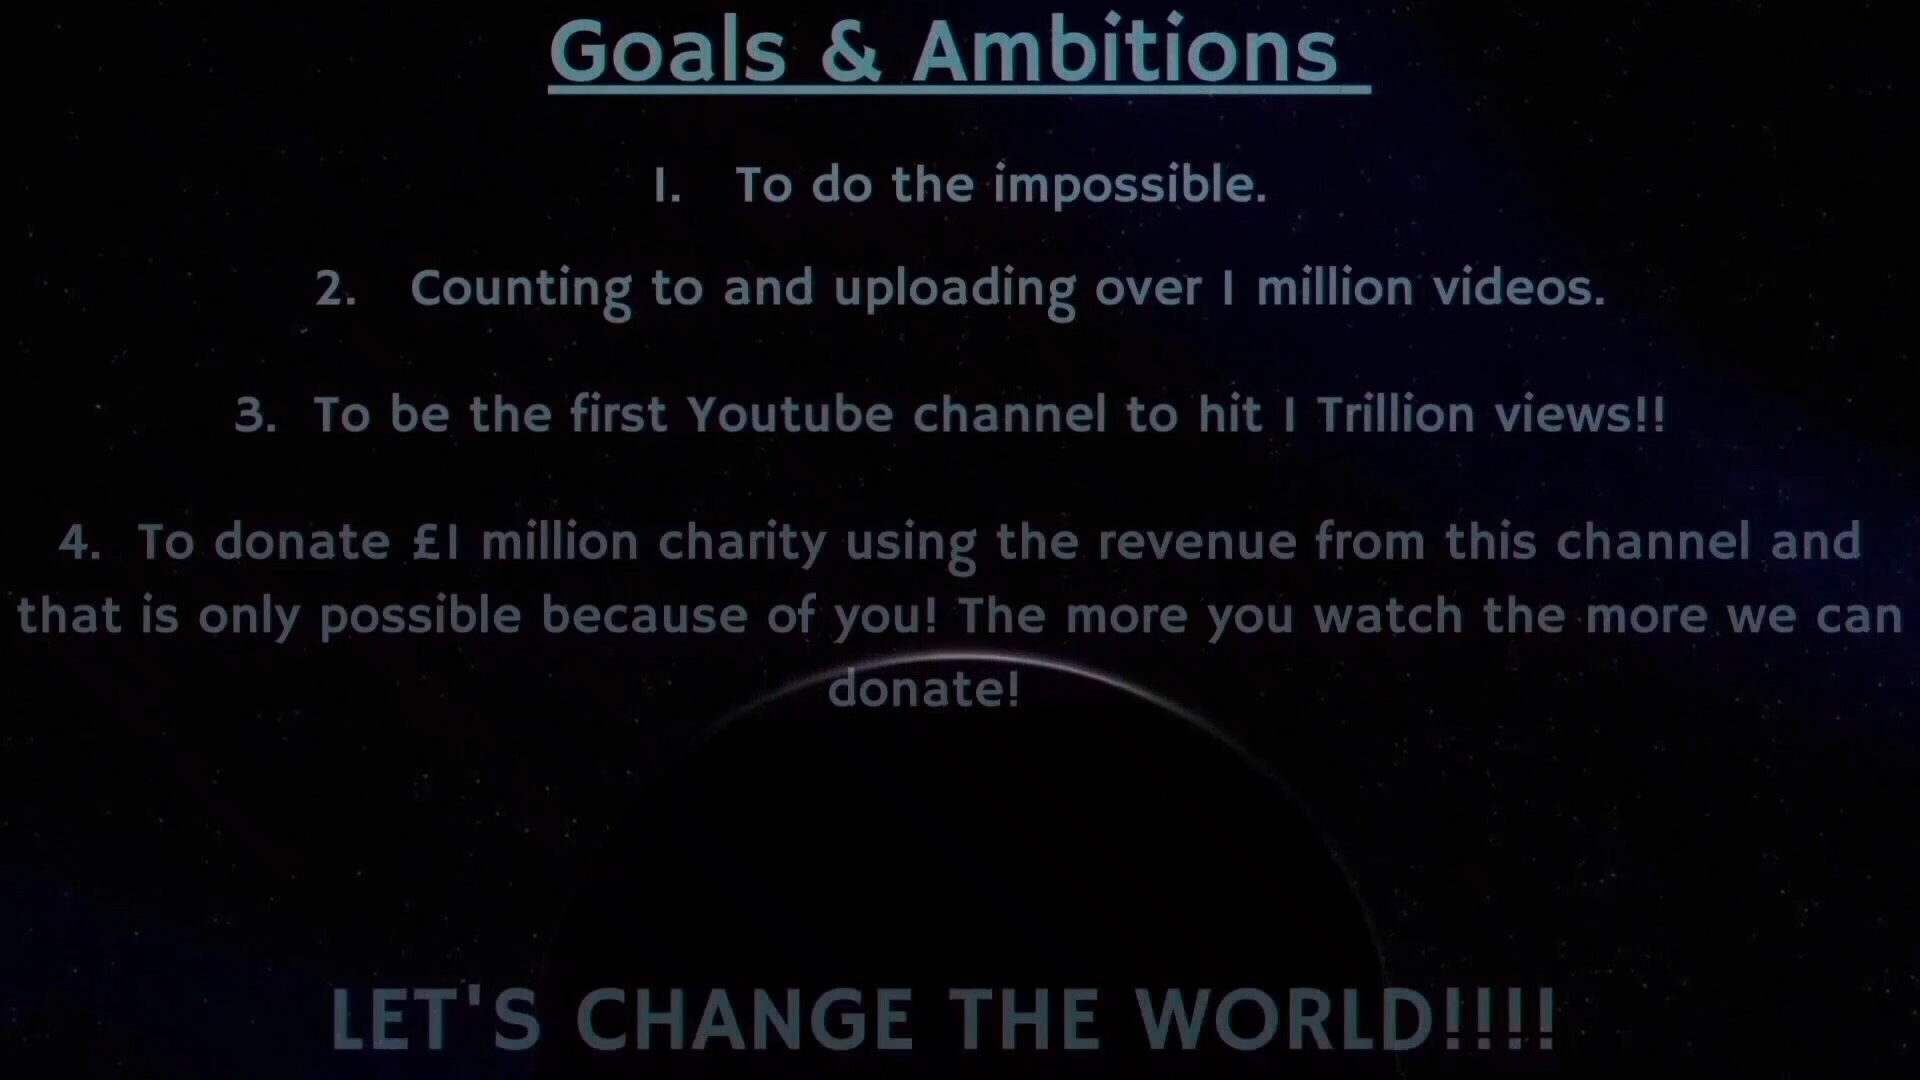 Goals & Ambitions
1. To do the impossible.
2. Counting to and uploading over 1 million videos.
3. To be the first Youtube channel to hit 1 Trillion views!!
4. To donate £1 million charity using the revenue from this channel and
that is only possible because of you! The more you watch the more we can
donate!
LET'S CHANGE THE WORLD!!!!